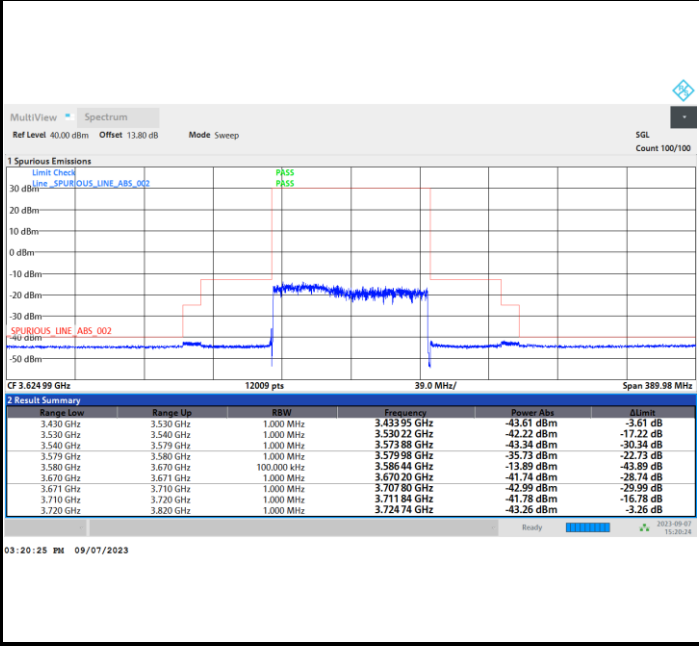 MultiView Spectrum
Ref Level 40.00 dBm Offset 13.80 dB Mode Sweep SGL
Count 100/100
1 Spurious Emissions
Limit Check PASS
Line _SPURIOUS_LINE_ABS_002 PASS
30 dBm
20 dBm
10 dBm
0 dBm
-10 dBm
-20 dBm
-30 dBm
_SPURIOUS_LINE_ABS_002
-40 dBm
-50 dBm
CF 3.624 99 GHz 12009 pts 39.0 MHz/ Span 389.98 MHz
2 Result Summary
Range Low Range Up RBW Frequency Power Abs ΔLimit
3.430 GHz 3.530 GHz 1.000 MHz 3.433 95 GHz -43.61 dBm -3.61 dB
3.530 GHz 3.540 GHz 1.000 MHz 3.530 22 GHz -42.22 dBm -17.22 dB
3.540 GHz 3.579 GHz 1.000 MHz 3.573 88 GHz -43.34 dBm -30.34 dB
3.579 GHz 3.580 GHz 1.000 MHz 3.579 98 GHz -35.73 dBm -22.73 dB
3.580 GHz 3.670 GHz 100.000 kHz 3.586 44 GHz -13.89 dBm -43.89 dB
3.670 GHz 3.671 GHz 1.000 MHz 3.670 20 GHz -41.74 dBm -28.74 dB
3.671 GHz 3.710 GHz 1.000 MHz 3.707 80 GHz -42.99 dBm -29.99 dB
3.710 GHz 3.720 GHz 1.000 MHz 3.711 84 GHz -41.78 dBm -16.78 dB
3.720 GHz 3.820 GHz 1.000 MHz 3.724 74 GHz -43.26 dBm -3.26 dB
Ready 2023-09-07
15:20:24
03:20:25 PM 09/07/2023